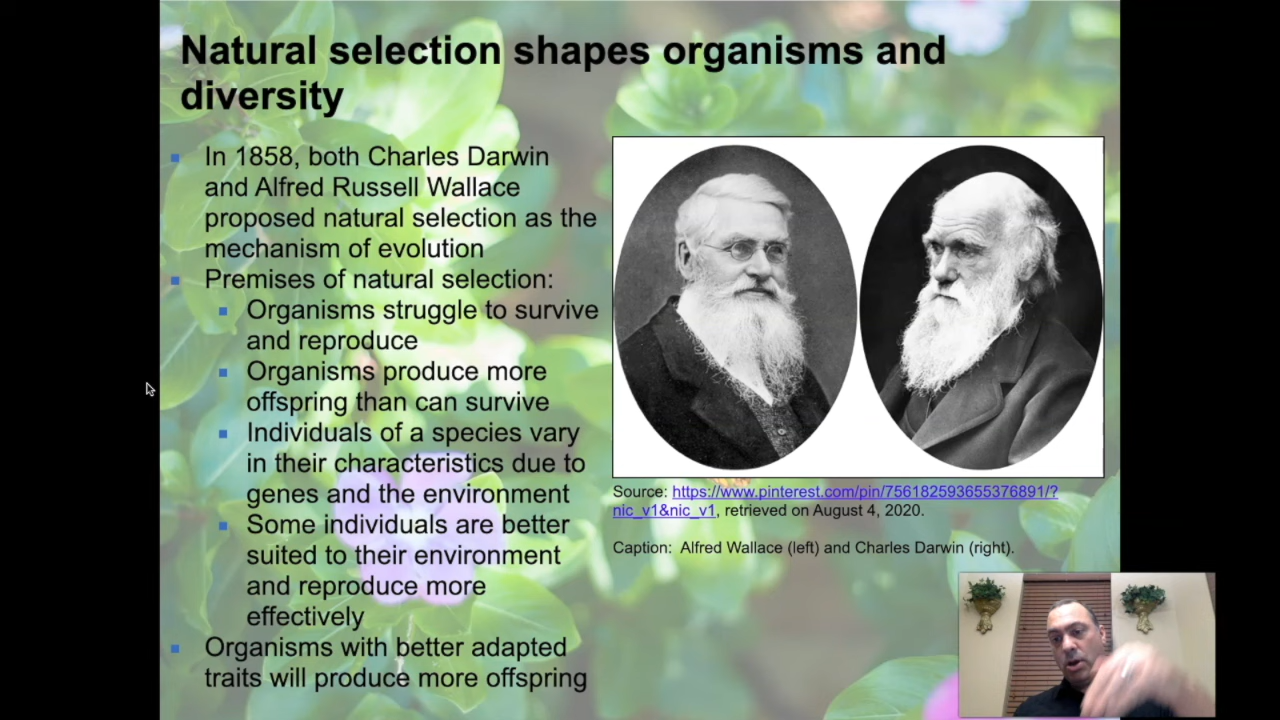 Natural selection shapes organisms and
diversity
In 1858, both Charles Darwin
and Alfred Russell Wallace
proposed natural selection as the
mechanism of evolution
Premises of natural selection:
Organisms struggle to survive
and reproduce
Organisms produce more
offspring than can survive
Individuals of a species vary
in their characteristics due to
genes and the environment
Some individuals are better
suited to their environment
and reproduce more
effectively
Organisms with better adapted
traits will produce more offspring
Source: https://www.pinterest.com/pin/756182593655376891/?
nic_v1&nic_v1, retrieved on August 4, 2020.
Caption: Alfred Wallace (left) and Charles Darwin (right).